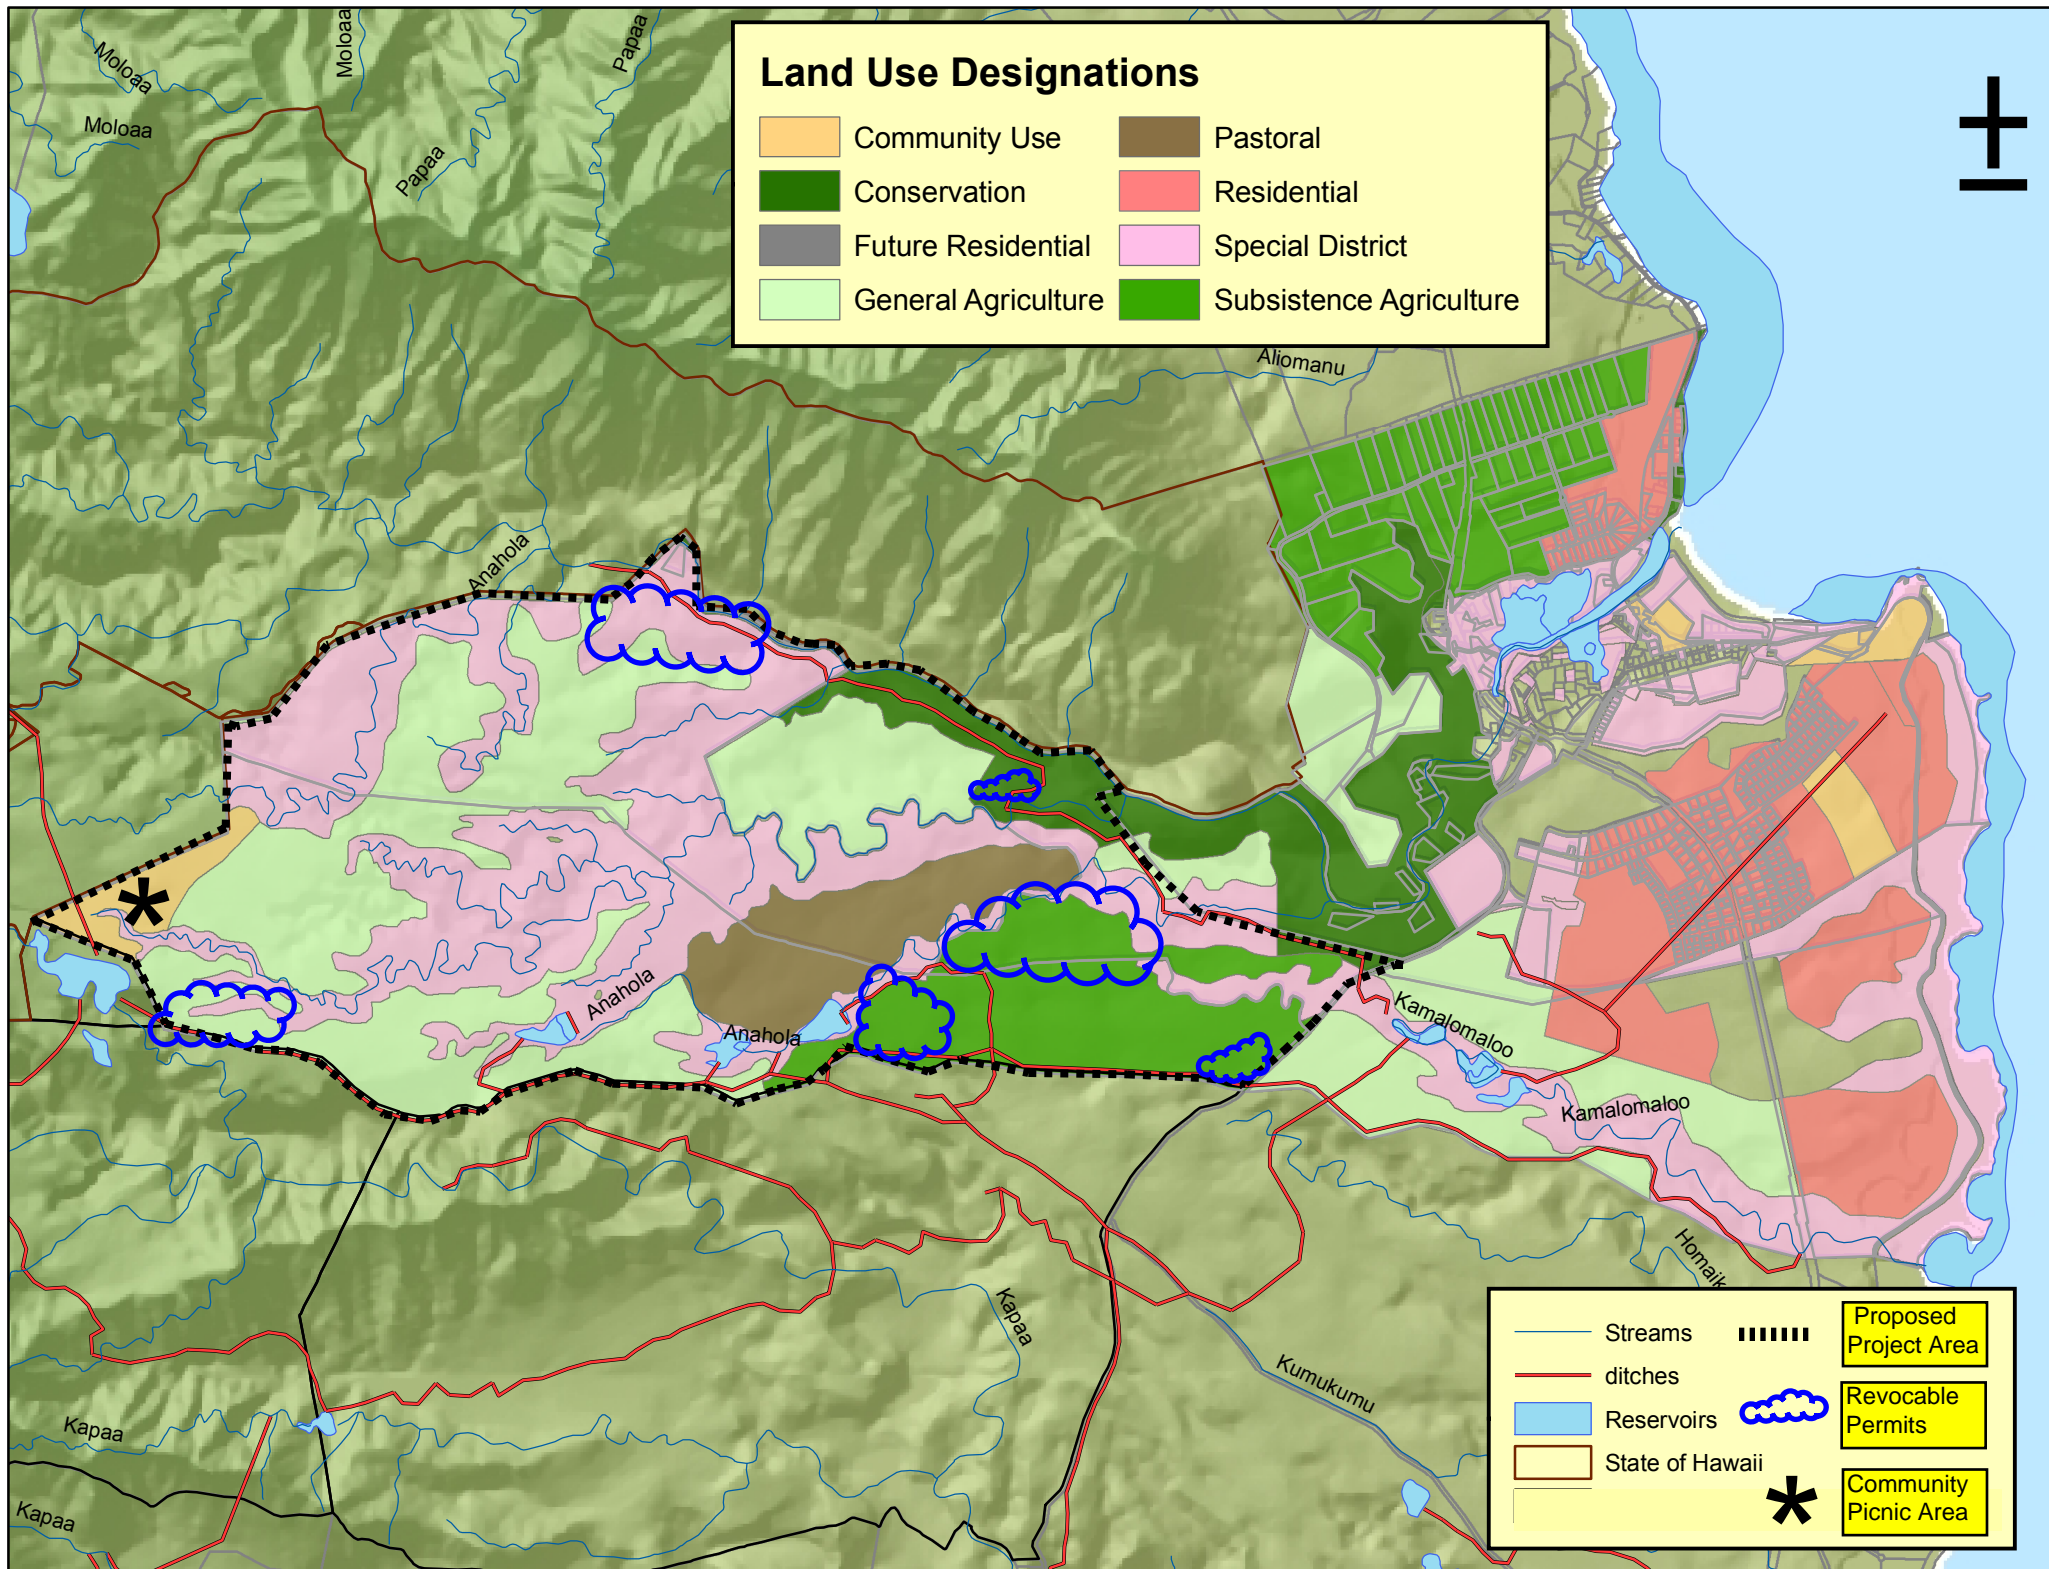 Land Use Designations
Community Use
Conservation
Future Residential
General Agriculture
Pastoral
Residential
Special District
Subsistence Agriculture
Moloaa
Moloaa
Moloaa
Papaa
Papaa
Aliomanu
Anahola
Anahola
Anahola
Kamalomaloo
Kamalomaloo
Homaik
Kapaa
Kumukumu
Kapaa
Kapaa
Streams
ditches
Reservoirs
State of Hawaii
Proposed
Project Area
Revocable
Permits
Community
Picnic Area